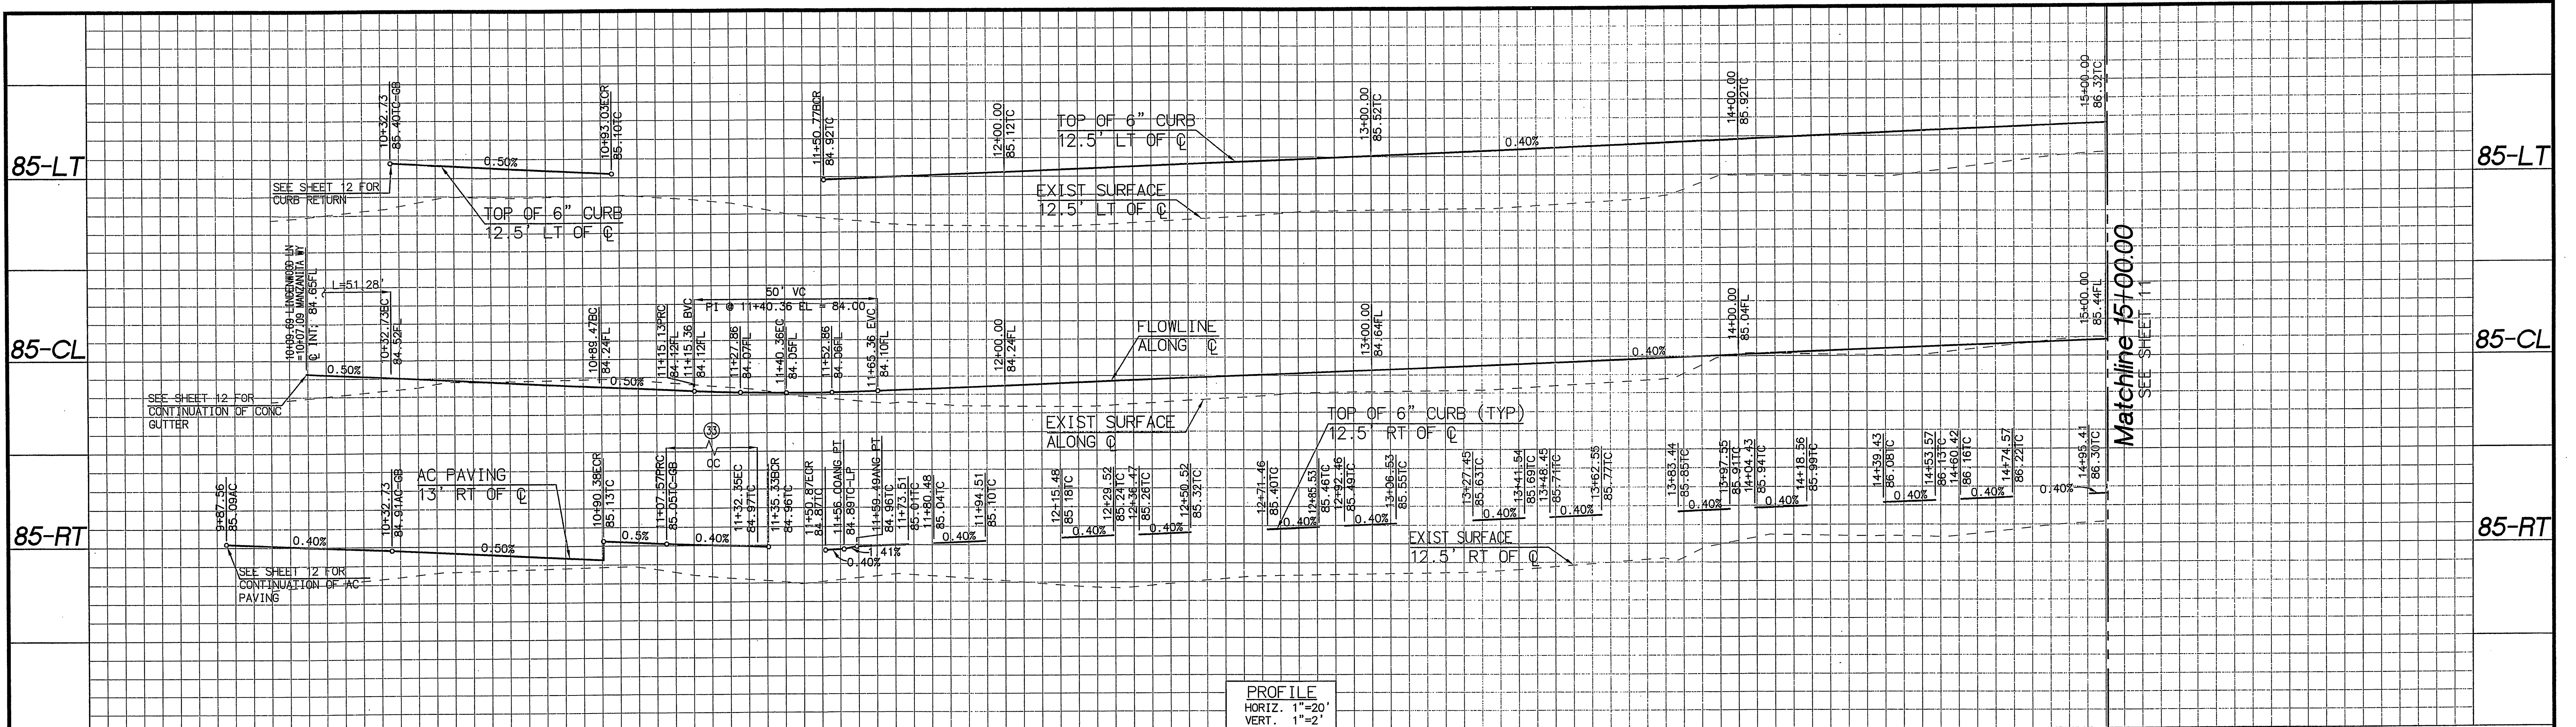 85-LT
10+32.73
85.40TC=GB
0.50%
10+93.03ECR
85.10TC
SEE SHEET 12 FOR
CURB RETURN
TOP OF 6" CURB
12.5' LT OF ℄
11+50.77BCR
84.92TC
12+00.00
85.12TC
TOP OF 6" CURB
12.5' LT OF ℄
EXIST SURFACE
12.5' LT OF ℄
13+00.00
85.52TC
0.40%
14+00.00
85.92TC
15+00.00
86.32TC
85-LT
85-CL
10+09.69 LINDENWOOD LN
=10+07.09 MANZANITA WY
℄ INT; 84.65FL
L=51.28'
10+32.73BC
84.52FL
0.50%
SEE SHEET 12 FOR
CONTINUATION OF CONC
GUTTER
10+89.47BC
84.24FL
0.50%
11+15.13PRC
84.12FL
11+15.36 BVC
84.12FL
50' VC
PI @ 11+40.36 EL = 84.00
11+27.86
84.07FL
11+40.36EC
84.05FL
11+52.86
84.06FL
11+65.36 EVC
84.10FL
12+00.00
84.24FL
FLOWLINE
ALONG ℄
EXIST SURFACE
ALONG ℄
13+00.00
84.64FL
0.40%
14+00.00
85.04FL
15+00.00
85.44FL
85-CL
Matchline 15+00.00
SEE SHEET 11
85-RT
9+87.56
85.09AC
0.40%
SEE SHEET 12 FOR
CONTINUATION OF AC
PAVING
10+32.73
84.91AC-GB
0.50%
AC PAVING
13' RT OF ℄
10+90.38ECR
85.13TC
0.5%
11+07.57PRC
85.05TC-GB
33
OC
0.40%
11+32.35EC
84.97TC
11+35.33BCR
84.96TC
11+50.87ECR
84.87TC
11+56.00ANG PT
84.89TC-LP
0.40%
1.41%
11+59.49ANG PT
84.96TC
11+73.51
85.01TC
11+80.48
85.04TC
0.40%
11+94.51
85.10TC
12+15.48
85.18TC
0.40%
12+29.52
85.24TC
12+36.47
85.26TC
0.40%
12+50.52
85.32TC
TOP OF 6" CURB (TYP)
12.5' RT OF ℄
12+71.46
85.40TC
0.40%
12+85.53
85.46TC
12+92.46
85.49TC
0.40%
13+06.53
85.55TC
EXIST SURFACE
12.5' RT OF ℄
13+27.45
85.63TC
0.40%
13+41.54
85.69TC
13+48.45
85.71TC
0.40%
13+62.55
85.77TC
13+83.44
85.85TC
0.40%
13+97.55
85.91TC
14+04.43
85.94TC
0.40%
14+18.56
85.99TC
14+39.43
86.08TC
0.40%
14+53.57
86.13TC
14+60.42
86.16TC
0.40%
14+74.57
86.22TC
0.40%
14+95.41
86.30TC
85-RT
PROFILE
HORIZ. 1"=20'
VERT. 1"=2'